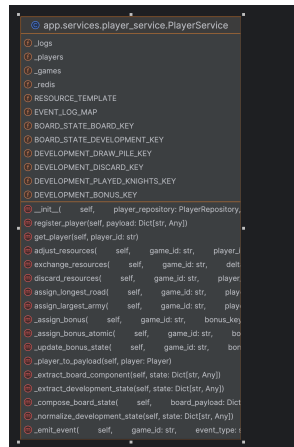 app.services.player_service.PlayerService
_logs
_players
_games
_redis
RESOURCE_TEMPLATE
EVENT_LOG_MAP
BOARD_STATE_BOARD_KEY
BOARD_STATE_DEVELOPMENT_KEY
DEVELOPMENT_DRAW_PILE_KEY
DEVELOPMENT_DISCARD_KEY
DEVELOPMENT_PLAYED_KNIGHTS_KEY
DEVELOPMENT_BONUS_KEY
__init__( self, player_repository: PlayerRepository,
register_player(self, payload: Dict[str, Any])
get_player(self, player_id: str)
adjust_resources( self, game_id: str, player_i
exchange_resources( self, game_id: str, delt
discard_resources( self, game_id: str, player
assign_longest_road( self, game_id: str, play
assign_largest_army( self, game_id: str, play
_assign_bonus( self, game_id: str, bonus_key
_assign_bonus_atomic( self, game_id: str, bo
_update_bonus_state( self, game_id: str, bon
_player_to_payload(self, player: Player)
_extract_board_component(self, state: Dict[str, Any])
_extract_development_state(self, state: Dict[str, Any])
_compose_board_state( self, board_payload: Dict
_normalize_development_state(self, state: Dict[str, Any])
_emit_event( self, game_id: str, event_type: s